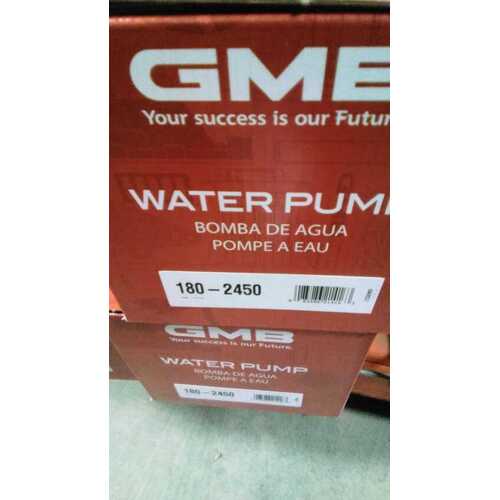 GMB
Your success is our Futur
WATER PUMP
BOMBA DE AGUA
POMPE A EAU
180-2450
GMB
Your success is our Future.
WATER PUMP
BOMBA DE AGUA
POMPE A EAU
180-2450